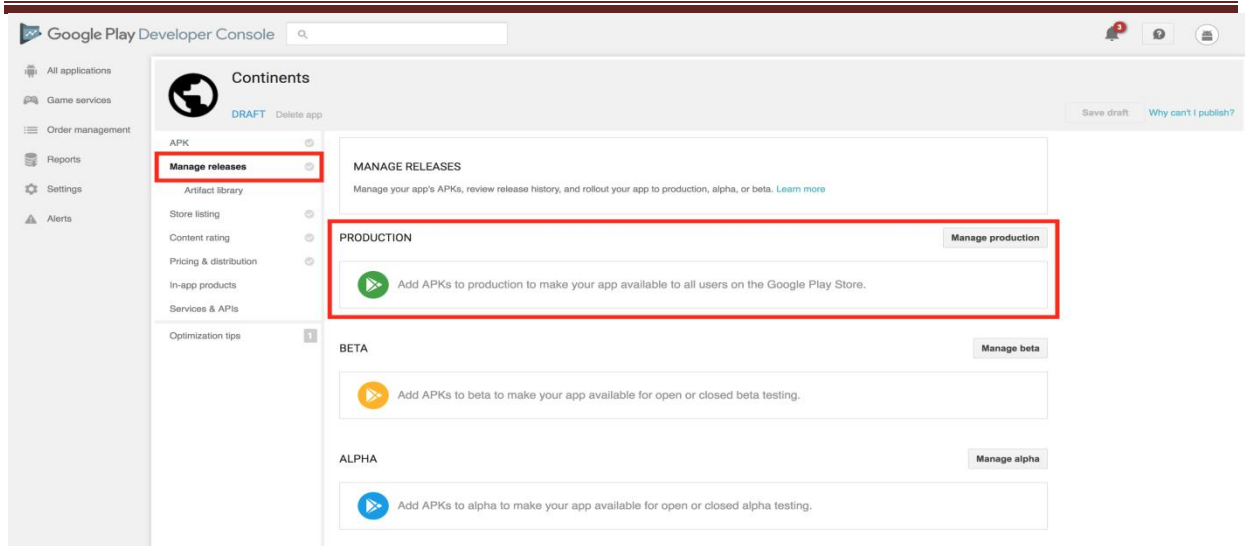 Google Play Developer Console
3
All applications
Game services
Order management
Reports
Settings
Alerts
Continents
DRAFT Delete app
Save draft Why can't I publish?
APK
Manage releases
Artifact library
Store listing
Content rating
Pricing & distribution
In-app products
Services & APIs
Optimization tips 1
MANAGE RELEASES
Manage your app's APKs, review release history, and rollout your app to production, alpha, or beta. Learn more
PRODUCTION Manage production
Add APKs to production to make your app available to all users on the Google Play Store.
BETA Manage beta
Add APKs to beta to make your app available for open or closed beta testing.
ALPHA Manage alpha
Add APKs to alpha to make your app available for open or closed alpha testing.